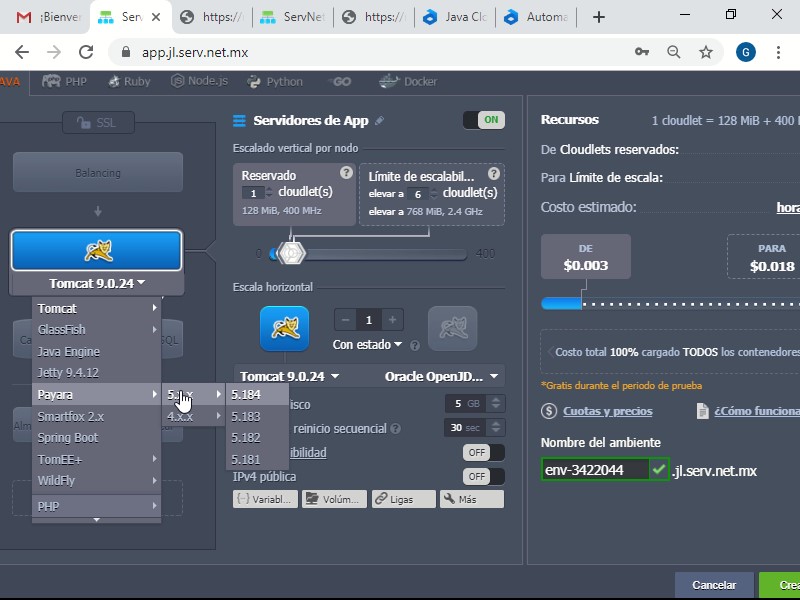 ¡Bienver
Serv
https://
ServNet
https://
Java Clo
Automa
app.jl.serv.net.mx
G
AVA
PHP
Ruby
Node.js
Python
GO
Docker
SSL
Balancing
Tomcat 9.0.24
Tomcat
GlassFish
Java Engine
Jetty 9.4.12
Payara
Smartfox 2.x
Spring Boot
TomEE+
WildFly
PHP
5.x.x
4.x.x
5.184
5.183
5.182
5.181
Servidores de App
ON
Escalado vertical por nodo
Reservado
?
1 cloudlet(s)
128 MiB, 400 MHz
Límite de escalabil...
?
elevar a 6 cloudlet(s)
elevar a 768 MiB, 2.4 GHz
0
400
Escala horizontal
1
Con estado
?
Tomcat 9.0.24
Oracle OpenJD...
isco
5 GB
reinicio secuencial
?
30 sec
ibilidad
OFF
IPv4 pública
OFF
Variabl...
Volúm...
Ligas
Más
Recursos
1 cloudlet = 128 MiB + 400 M
De Cloudlets reservados:
Para Límite de escala:
Costo estimado:
hora
DE
$0.003
PARA
$0.018
Costo total 100% cargado TODOS los contenedores
*Gratis durante el periodo de prueba
$
Cuotas y precios
¿Cómo funciona
Nombre del ambiente
env-3422044
.jl.serv.net.mx
Cancelar
Crea